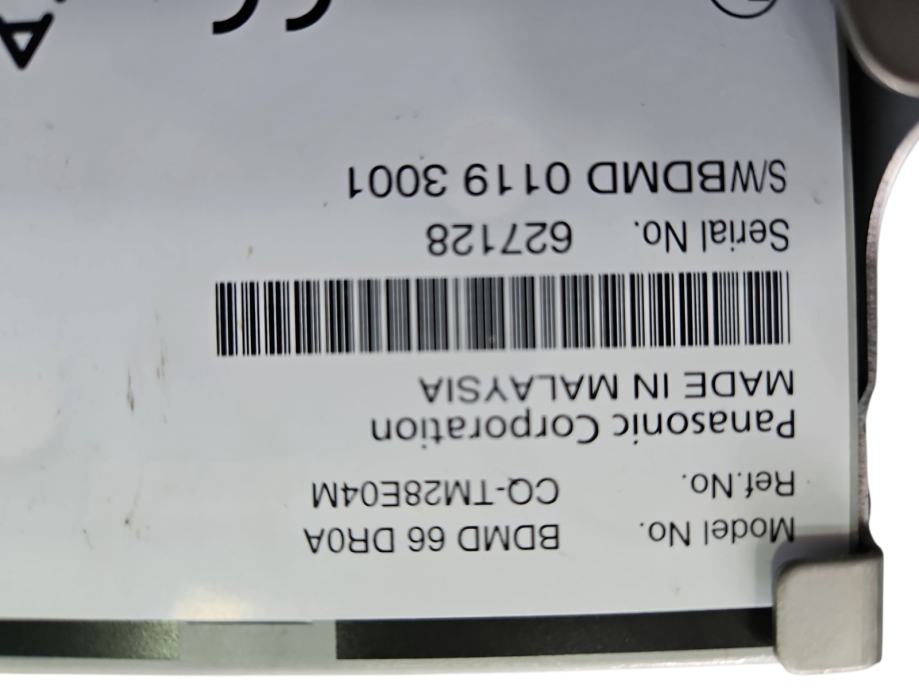 Model No. BDMD 66 DR0A
Ref.No. CQ-TM28E04M
Panasonic Corporation
MADE IN MALAYSIA
Serial No. 627128
S/WBDMD 0119 3001
CE